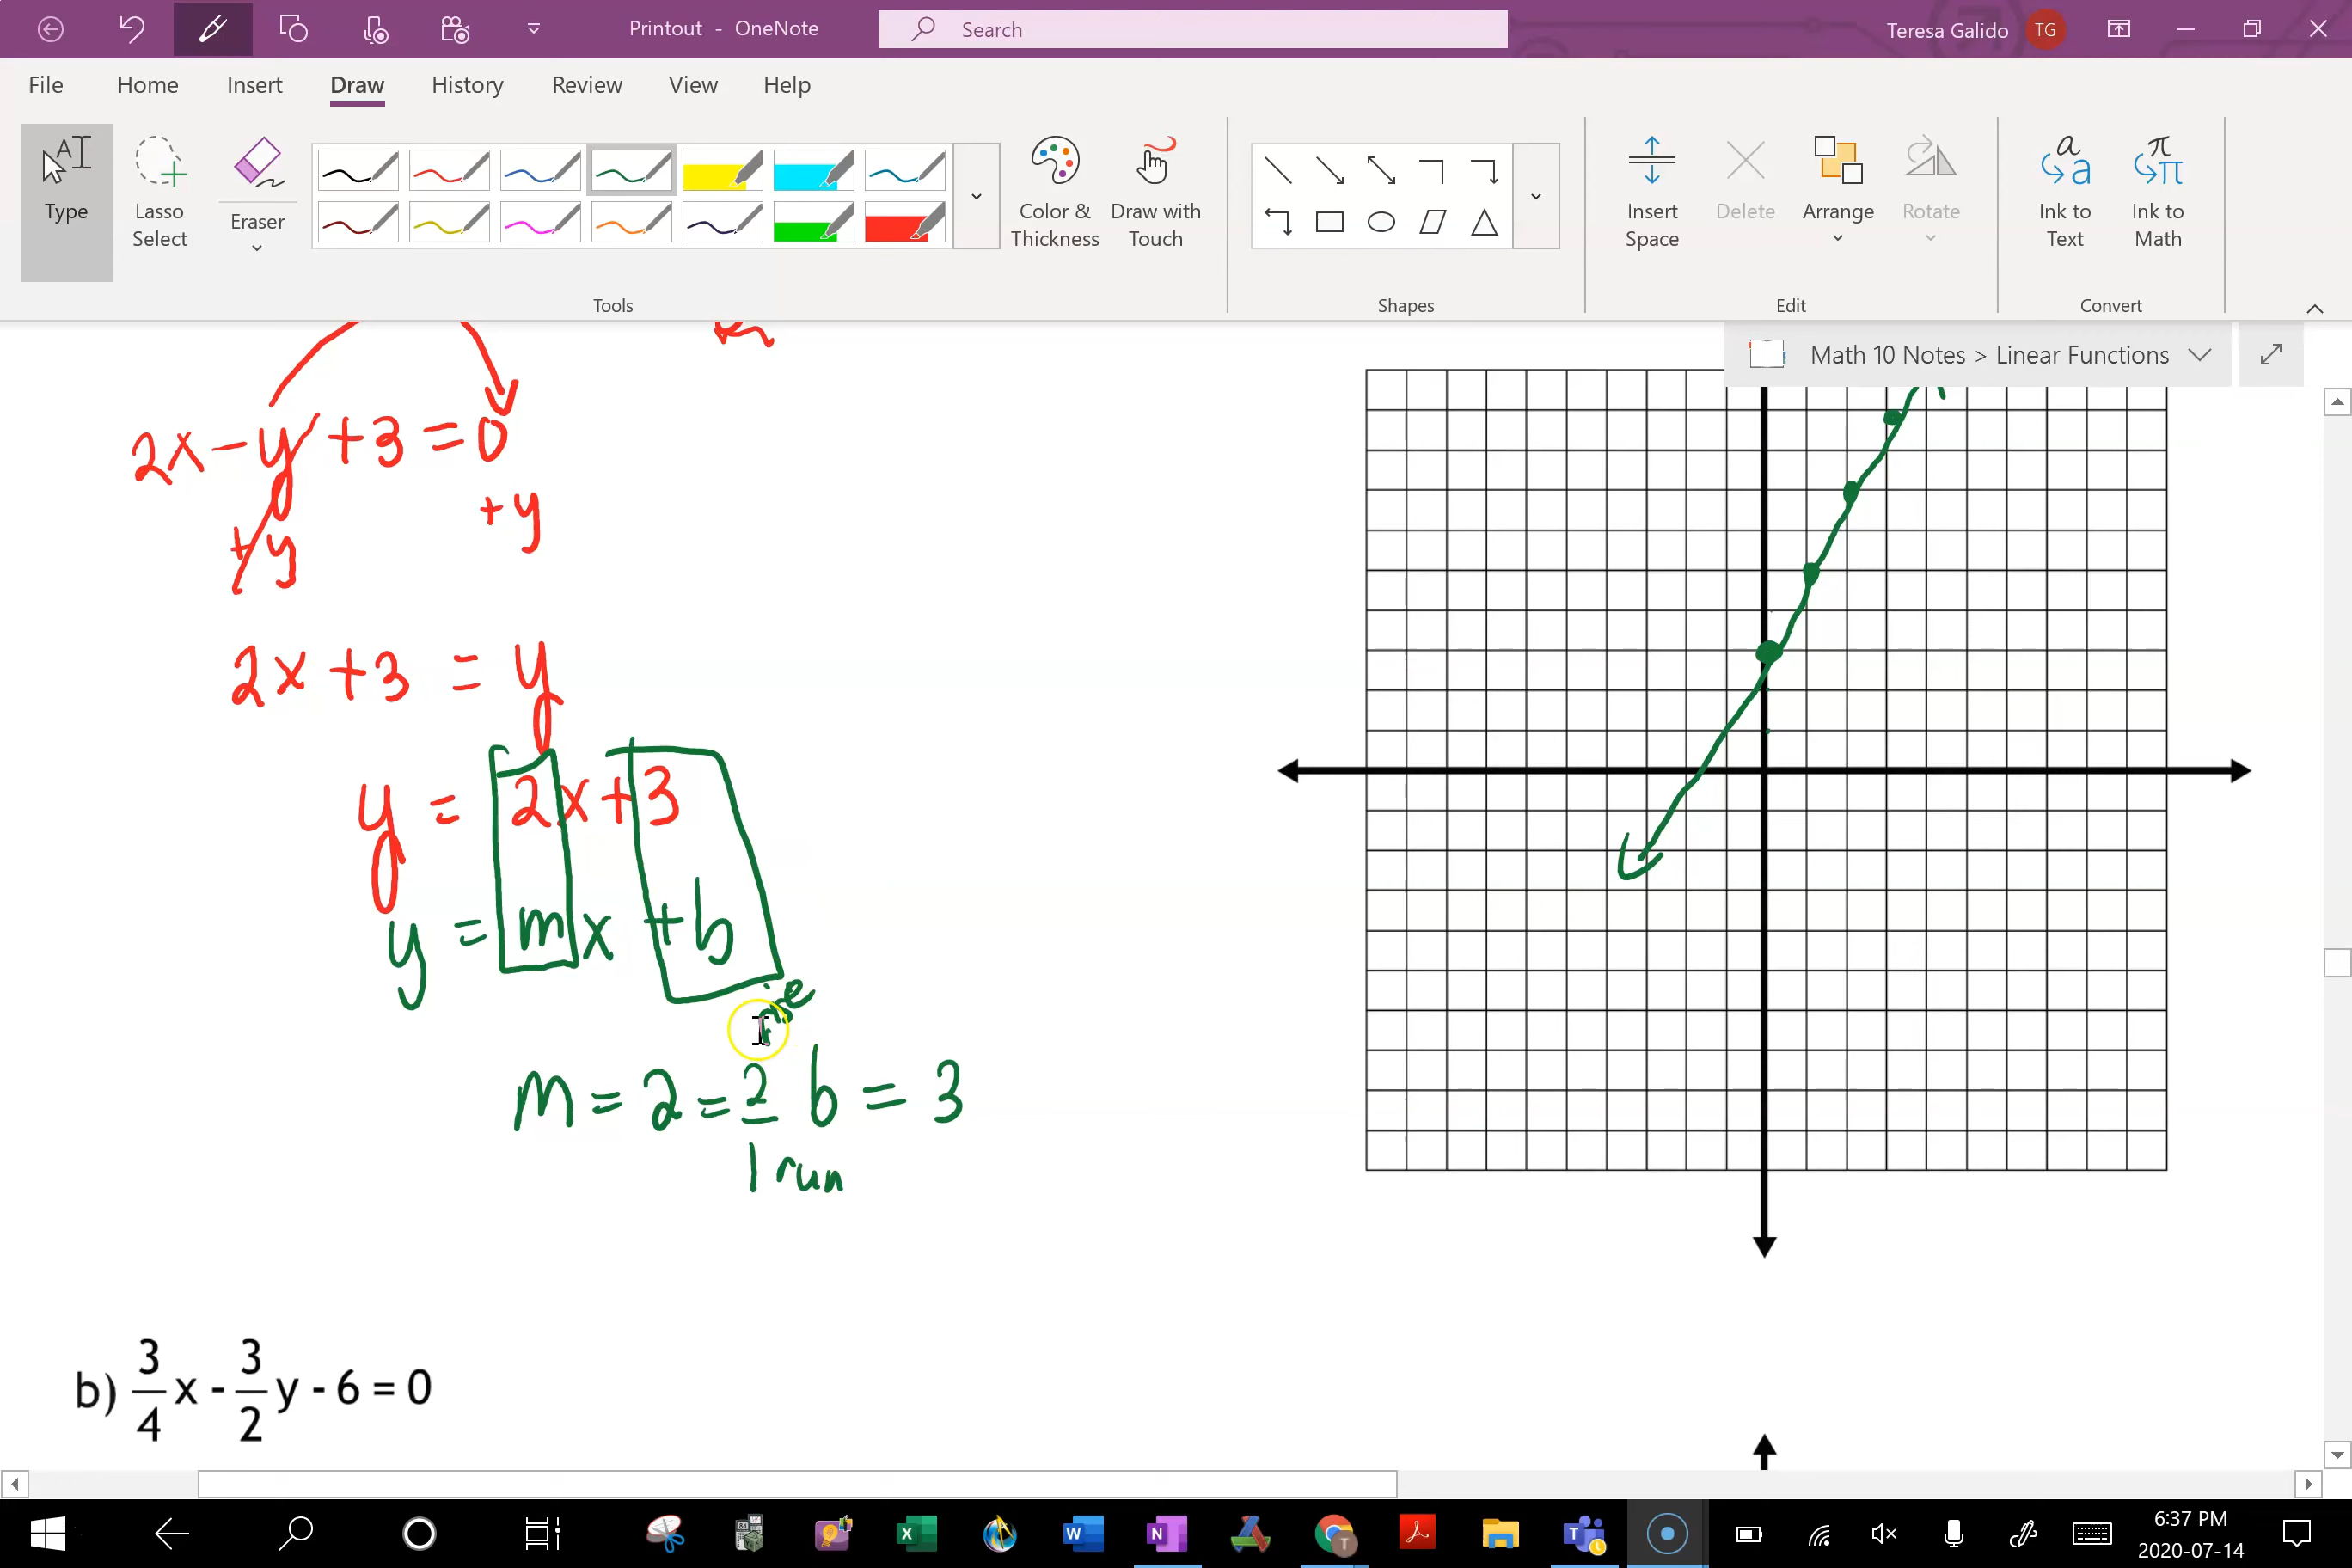 Printout - OneNote
Search
Teresa Galido
TG
File Home Insert Draw History Review View Help
Type
Lasso Select
Eraser
Color & Thickness
Draw with Touch
Insert Space
Delete
Arrange
Rotate
Ink to Text
Ink to Math
Tools
Shapes
Edit
Convert
Math 10 Notes > Linear Functions
2x - y + 3 = 0
+y +y
2x + 3 = y
y = 2x + 3
y = mx + b
rise
m = 2 = 2/1 b = 3
run
b) 3/4 x - 3/2 y - 6 = 0
6:37 PM
2020-07-14